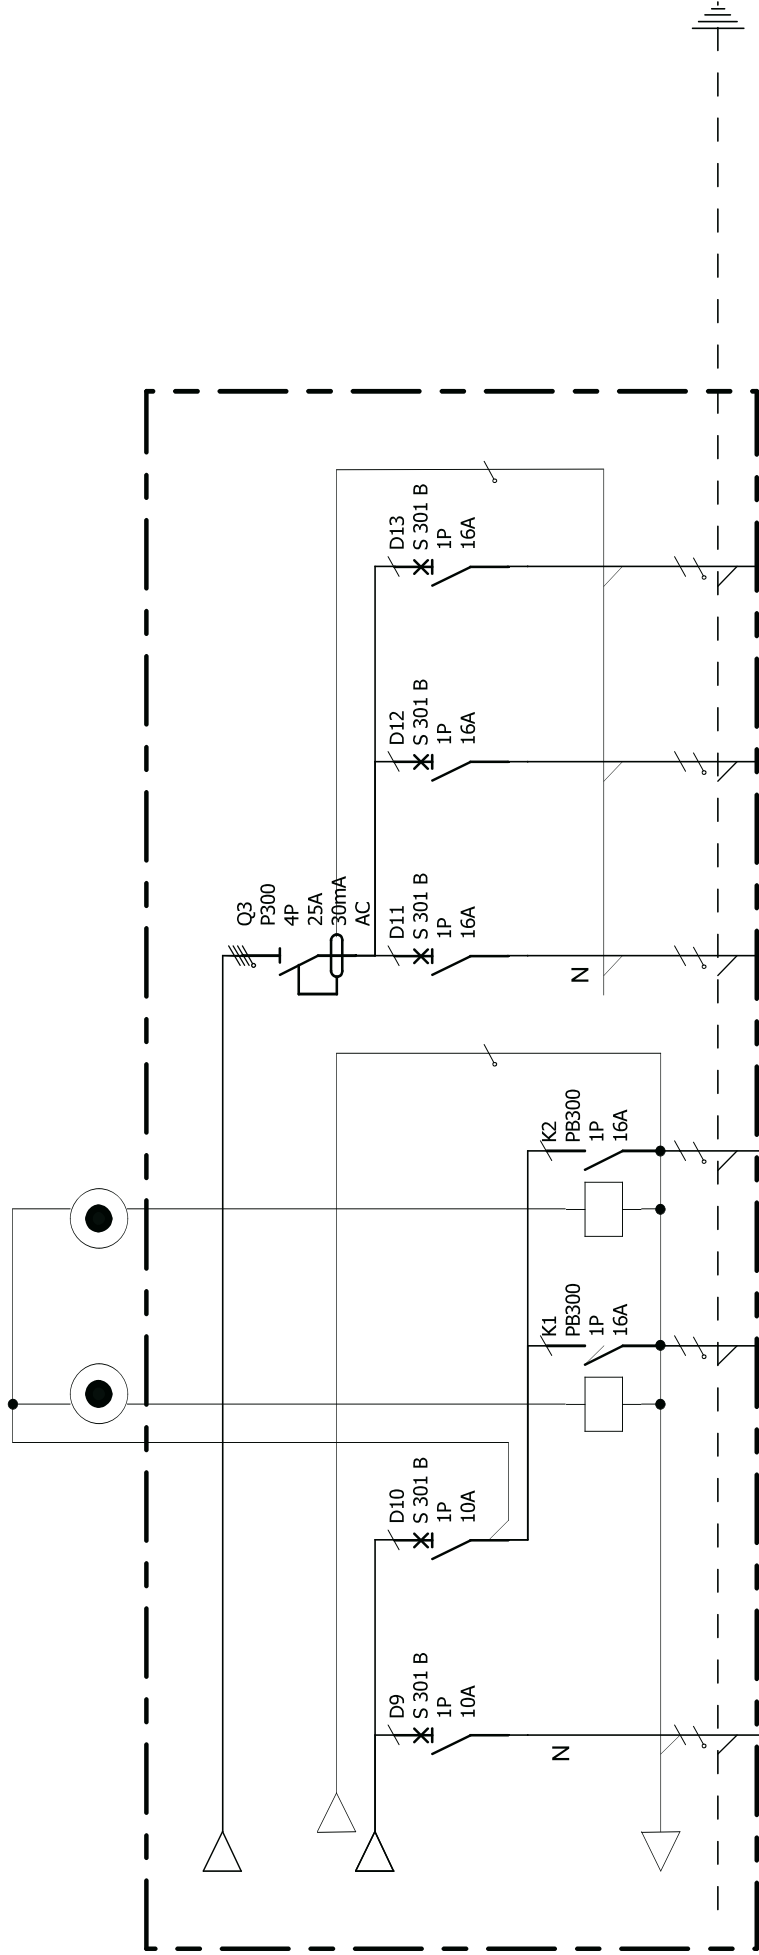 D9
S 301 B
1P
10A
N
D10
S 301 B
1P
10A
K1
PB300
1P
16A
K2
PB300
1P
16A
Q3
P300
4P
25A
30mA
AC
D11
S 301 B
1P
16A
N
D12
S 301 B
1P
16A
D13
S 301 B
1P
16A